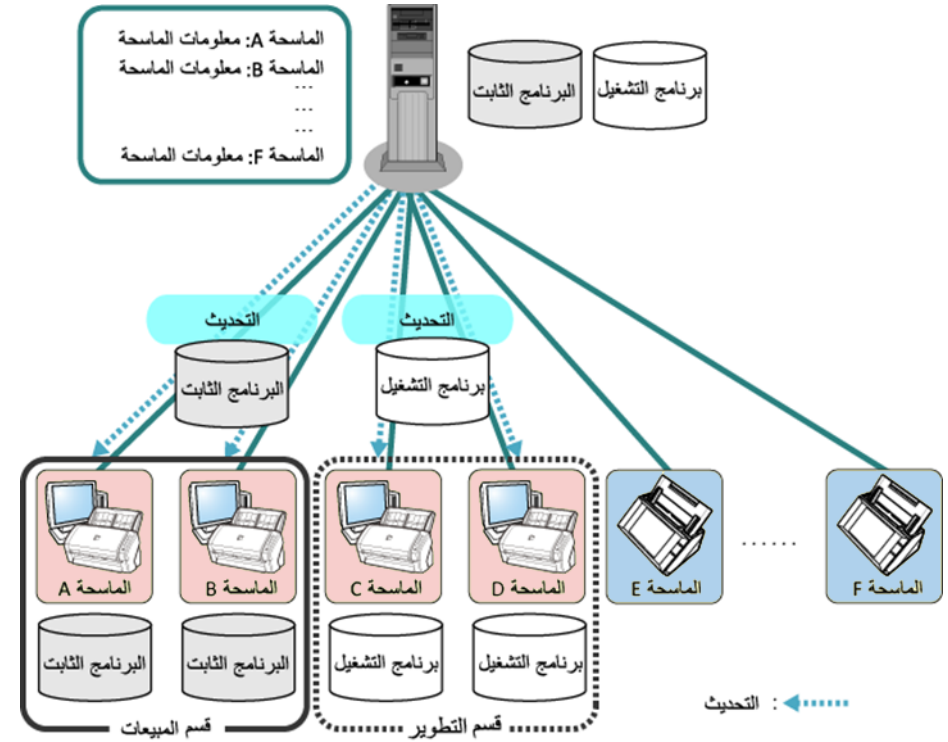 الماسحة A: معلومات الماسحة
الماسحة B: معلومات الماسحة
...
...
...
الماسحة F: معلومات الماسحة
برنامج التشغيل
البرنامج الثابت
التحديث
التحديث
البرنامج الثابت
برنامج التشغيل
الماسحة A
الماسحة B
الماسحة C
الماسحة D
الماسحة E
......
الماسحة F
البرنامج الثابت
البرنامج الثابت
برنامج التشغيل
برنامج التشغيل
قسم المبيعات
قسم التطوير
: التحديث